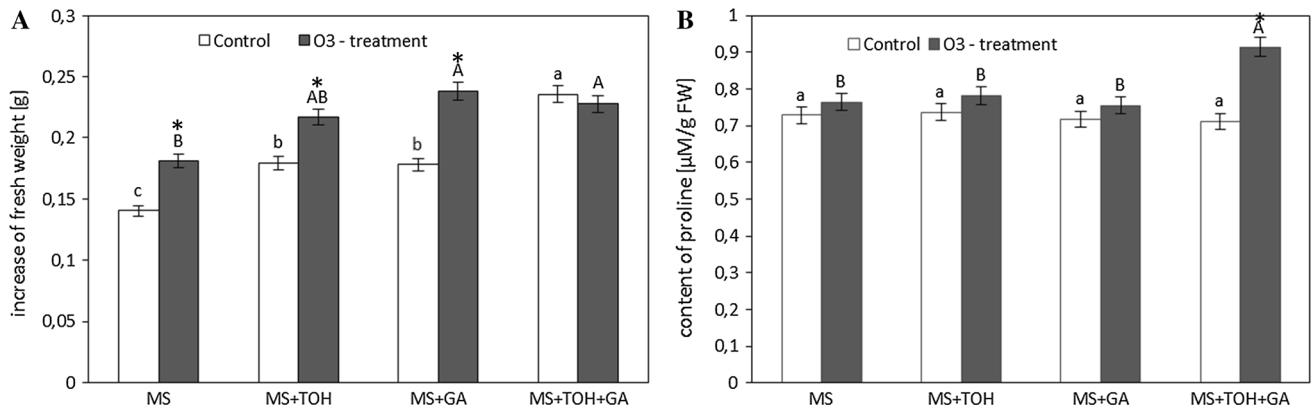 A
increase of fresh weight [g]
0,3
0,25
0,2
0,15
0,1
0,05
0
Control
O3 - treatment
c
*
B
b
*
AB
b
*
A
a
A
MS
MS+TOH
MS+GA
MS+TOH+GA
B
content of proline [µM/g FW]
1
0,9
0,8
0,7
0,6
0,5
0,4
0,3
0,2
0,1
0
Control
O3 - treatment
a
B
a
B
a
B
a
*
A
MS
MS+TOH
MS+GA
MS+TOH+GA